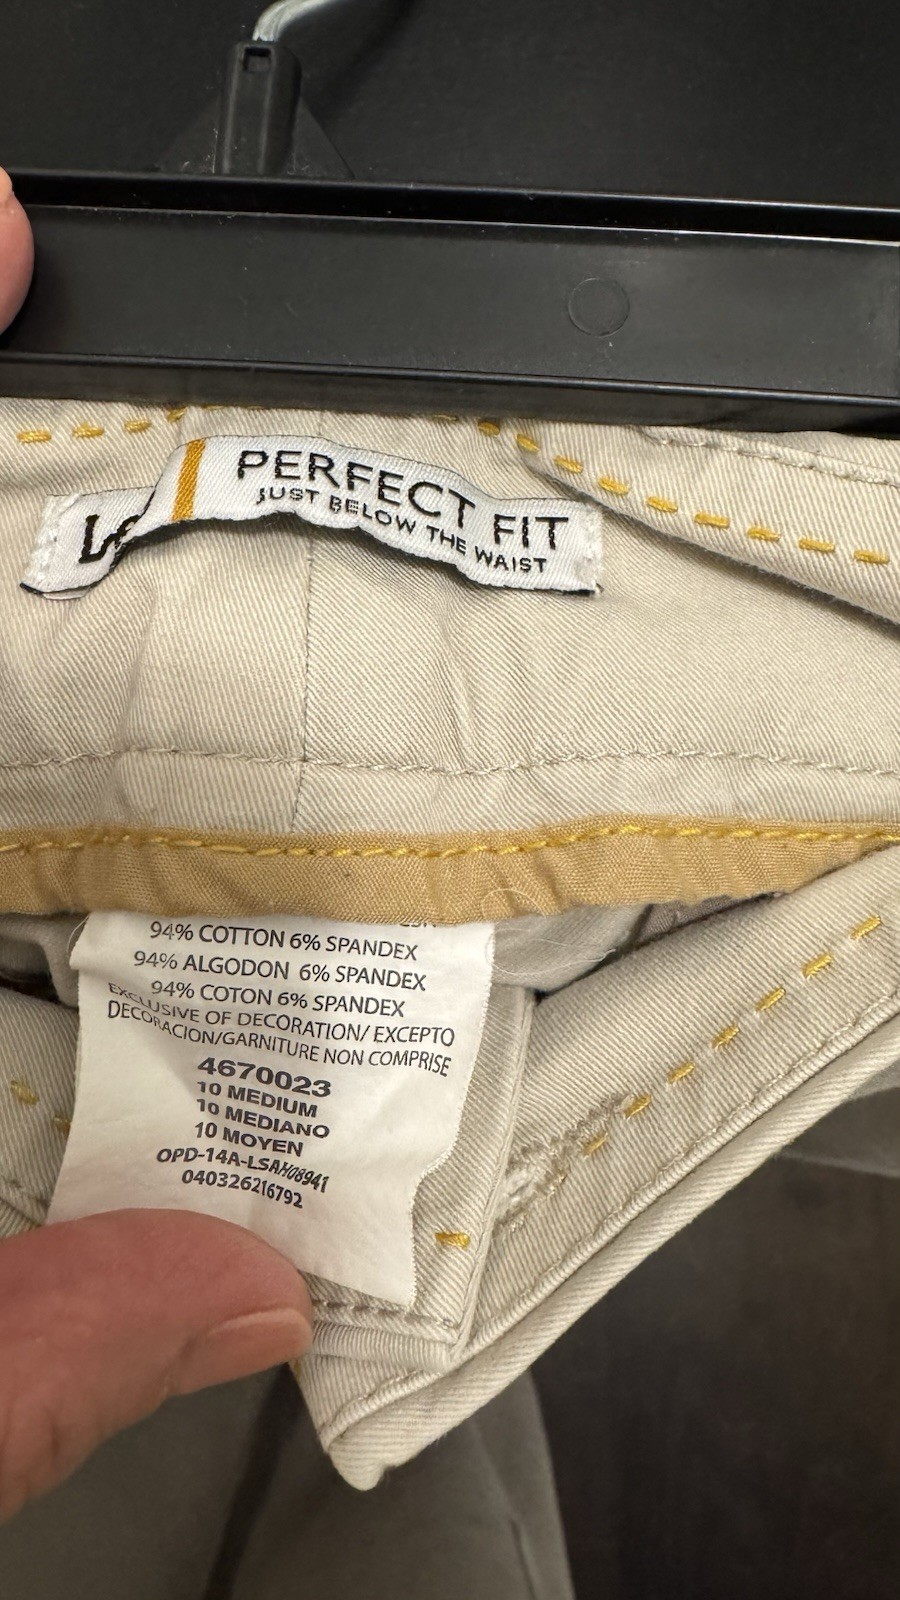 PERFECT FIT
JUST BELOW THE WAIST
94% COTTON 6% SPANDEX
94% ALGODON 6% SPANDEX
94% COTON 6% SPANDEX
EXCLUSIVE OF DECORATION/ EXCEPTO
DECORACION/GARNITURE NON COMPRISE
4670023
10 MEDIUM
10 MEDIANO
10 MOYEN
OPD-14A-LSAH08941
040326216792